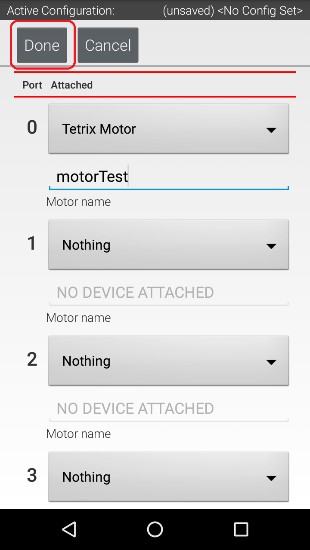 Active Configuration: (unsaved) <No Config Set>
Done Cancel
Port Attached
0 Tetrix Motor
motorTest
Motor name
1 Nothing
NO DEVICE ATTACHED
Motor name
2 Nothing
NO DEVICE ATTACHED
Motor name
3 Nothing